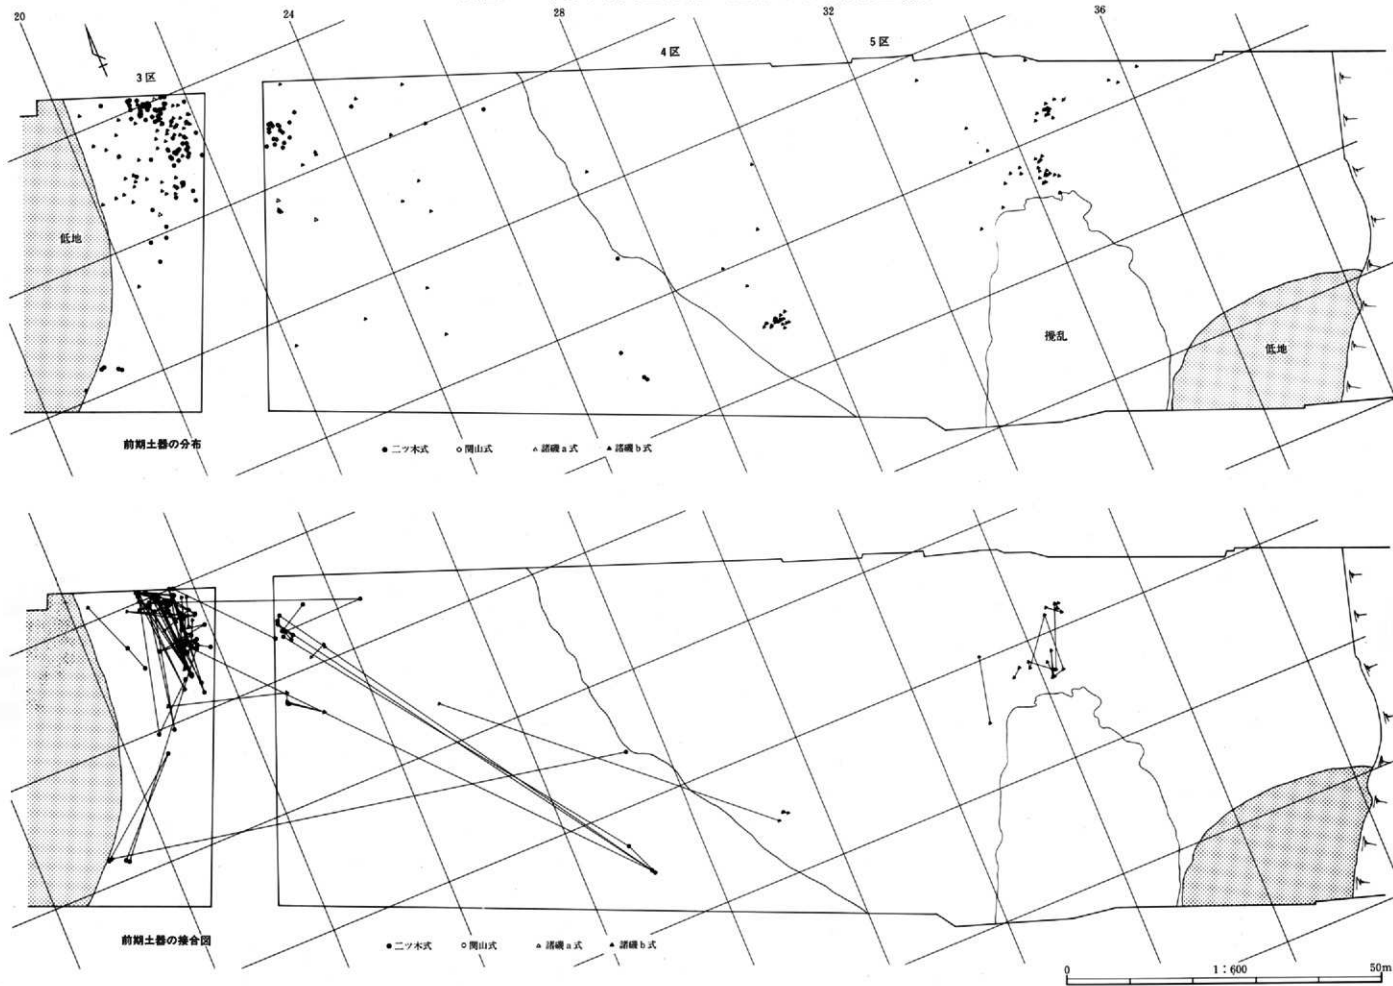 20 24 28 32 36
3区 4区 5区
低地
攪乱
低地
前期土器の分布
● 二ツ木式 ○ 関山式 △ 諸磯a式 ▲ 諸磯b式
前期土器の接合図
● 二ツ木式 ○ 関山式 △ 諸磯a式 ▲ 諸磯b式
0 1:600 50m